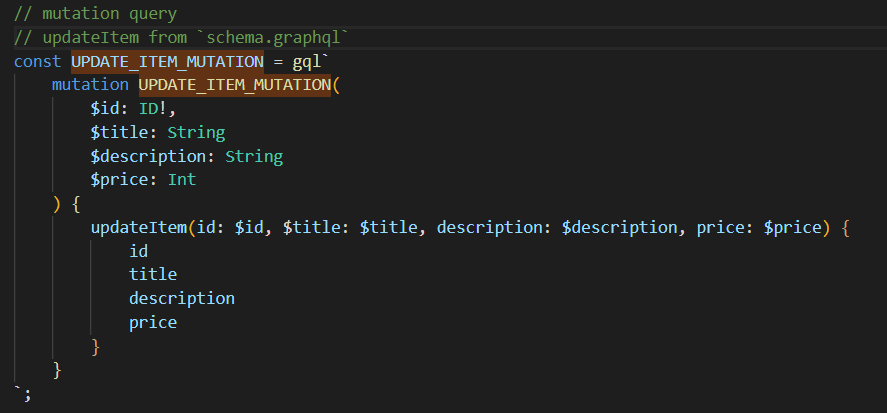 // mutation query
// updateItem from `schema.graphql`
const UPDATE_ITEM_MUTATION = gql`
    mutation UPDATE_ITEM_MUTATION(
        $id: ID!,
        $title: String
        $description: String
        $price: Int
    ) {
        updateItem(id: $id, $title: $title, description: $description, price: $price) {
            id
            title
            description
            price
        }
    }
`;